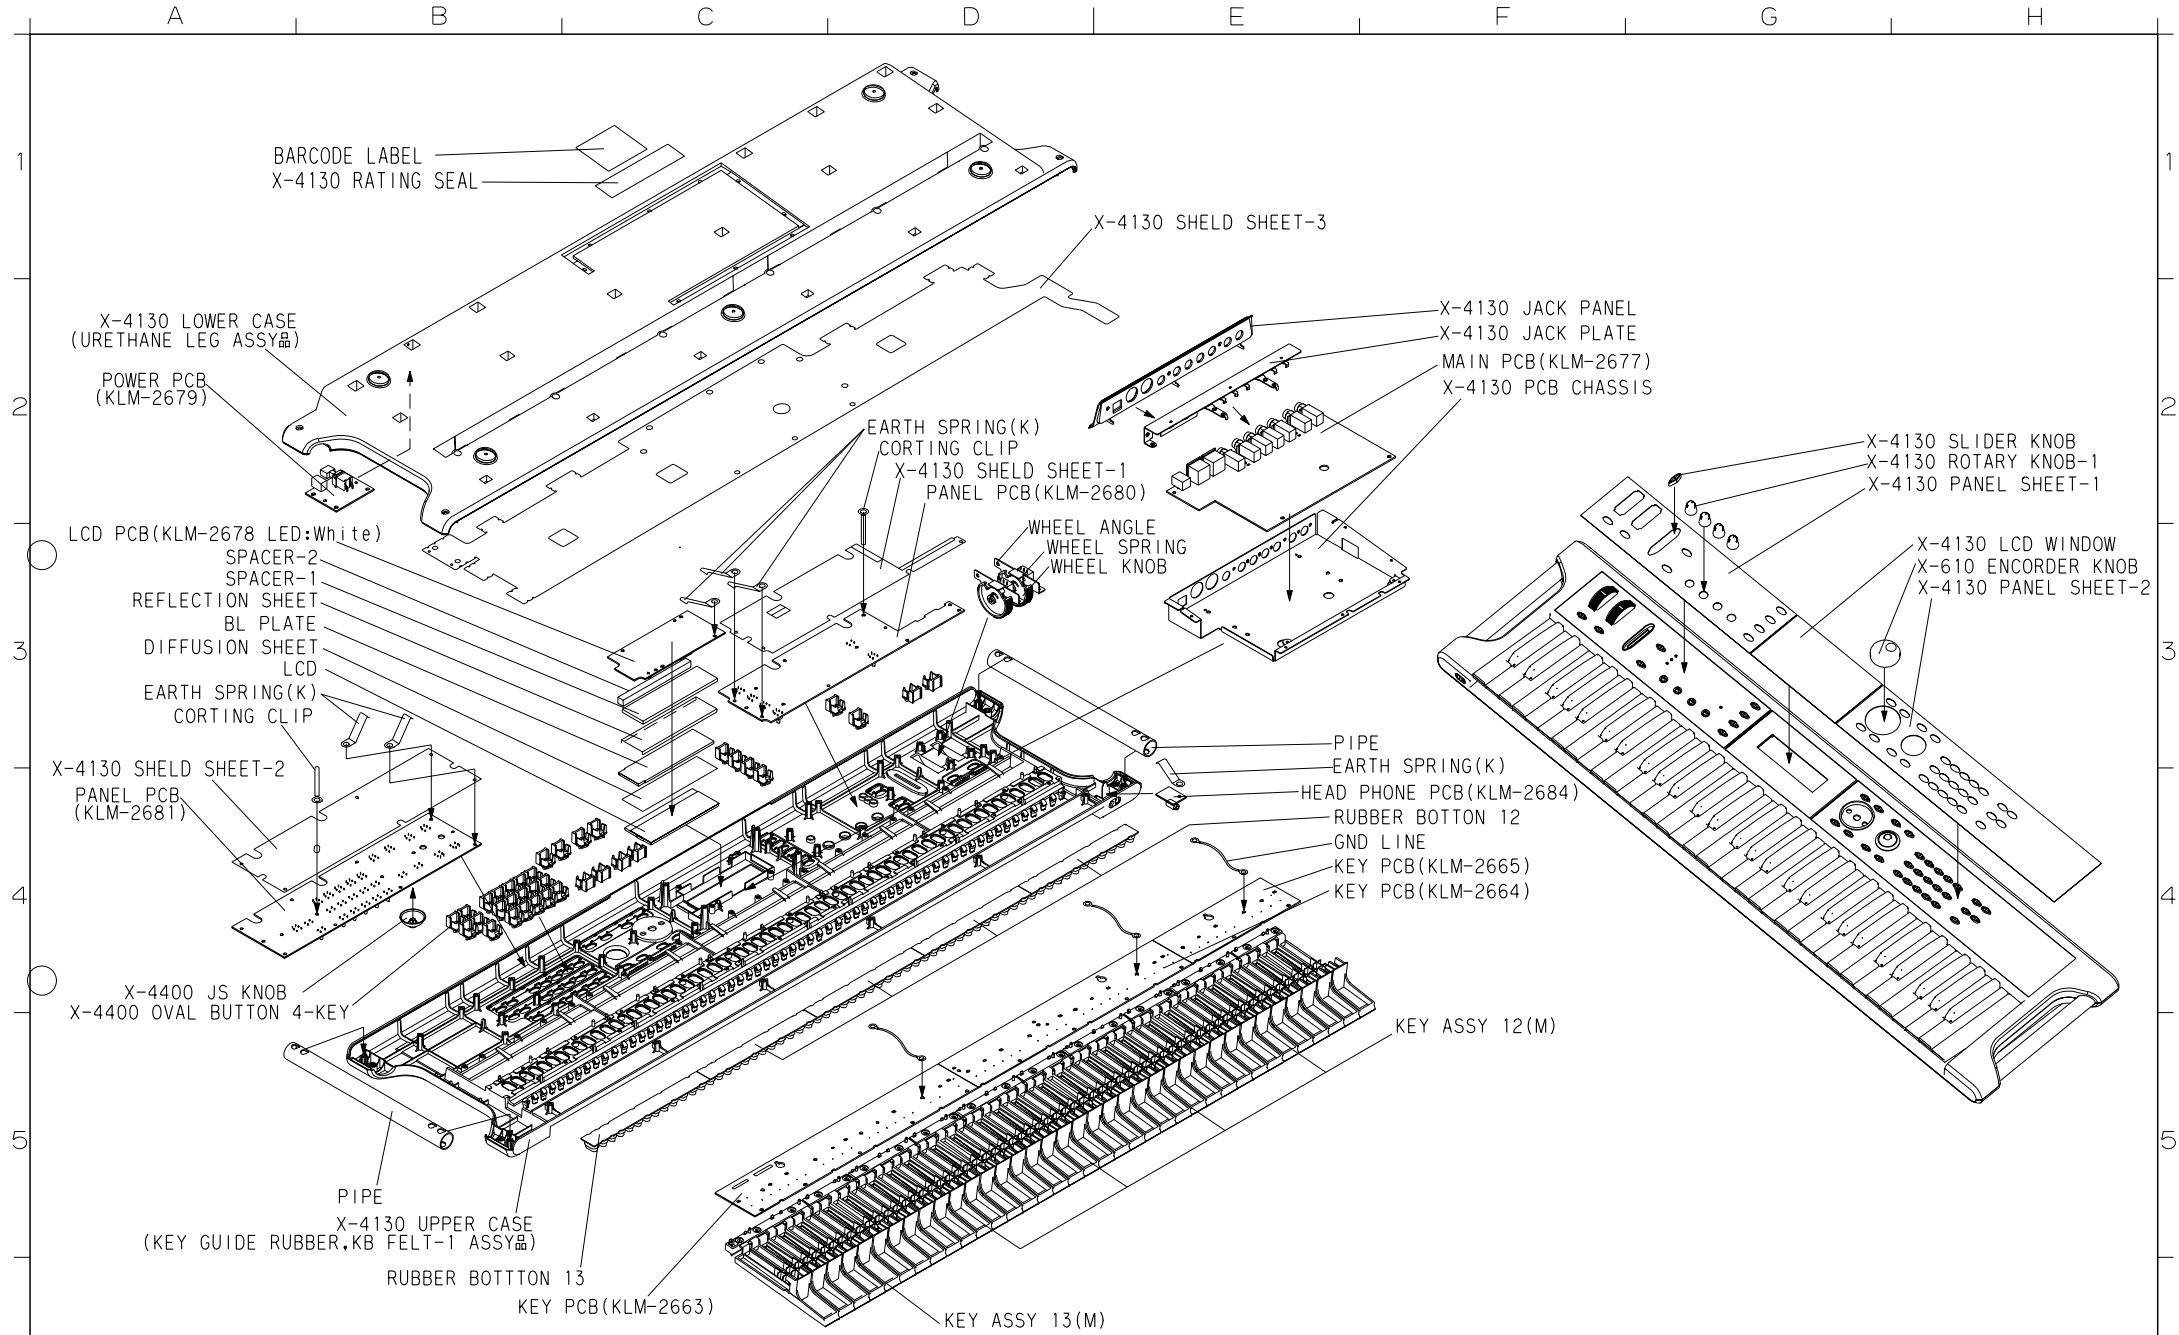 A B C D E F G H
1 1
BARCODE LABEL
X-4130 RATING SEAL
X-4130 SHELD SHEET-3
X-4130 LOWER CASE
(URETHANE LEG ASSY品)
POWER PCB
(KLM-2679)
2 2
X-4130 JACK PANEL
X-4130 JACK PLATE
MAIN PCB(KLM-2677)
X-4130 PCB CHASSIS
EARTH SPRING(K)
CORTING CLIP
X-4130 SHELD SHEET-1
PANEL PCB(KLM-2680)
X-4130 SLIDER KNOB
X-4130 ROTARY KNOB-1
X-4130 PANEL SHEET-1
WHEEL ANGLE
WHEEL SPRING
WHEEL KNOB
LCD PCB(KLM-2678 LED:White)
SPACER-2
SPACER-1
REFLECTION SHEET
BL PLATE
DIFFUSION SHEET
LCD
EARTH SPRING(K)
CORTING CLIP
X-4130 LCD WINDOW
X-610 ENCORDER KNOB
X-4130 PANEL SHEET-2
3 3
X-4130 SHELD SHEET-2
PANEL PCB
(KLM-2681)
PIPE
EARTH SPRING(K)
HEAD PHONE PCB(KLM-2684)
RUBBER BOTTON 12
GND LINE
KEY PCB(KLM-2665)
KEY PCB(KLM-2664)
4 4
X-4400 JS KNOB
X-4400 OVAL BUTTON 4-KEY
KEY ASSY 12(M)
5 5
PIPE
X-4130 UPPER CASE
(KEY GUIDE RUBBER,KB FELT-1 ASSY品)
RUBBER BOTTTON 13
KEY PCB(KLM-2663)
KEY ASSY 13(M)